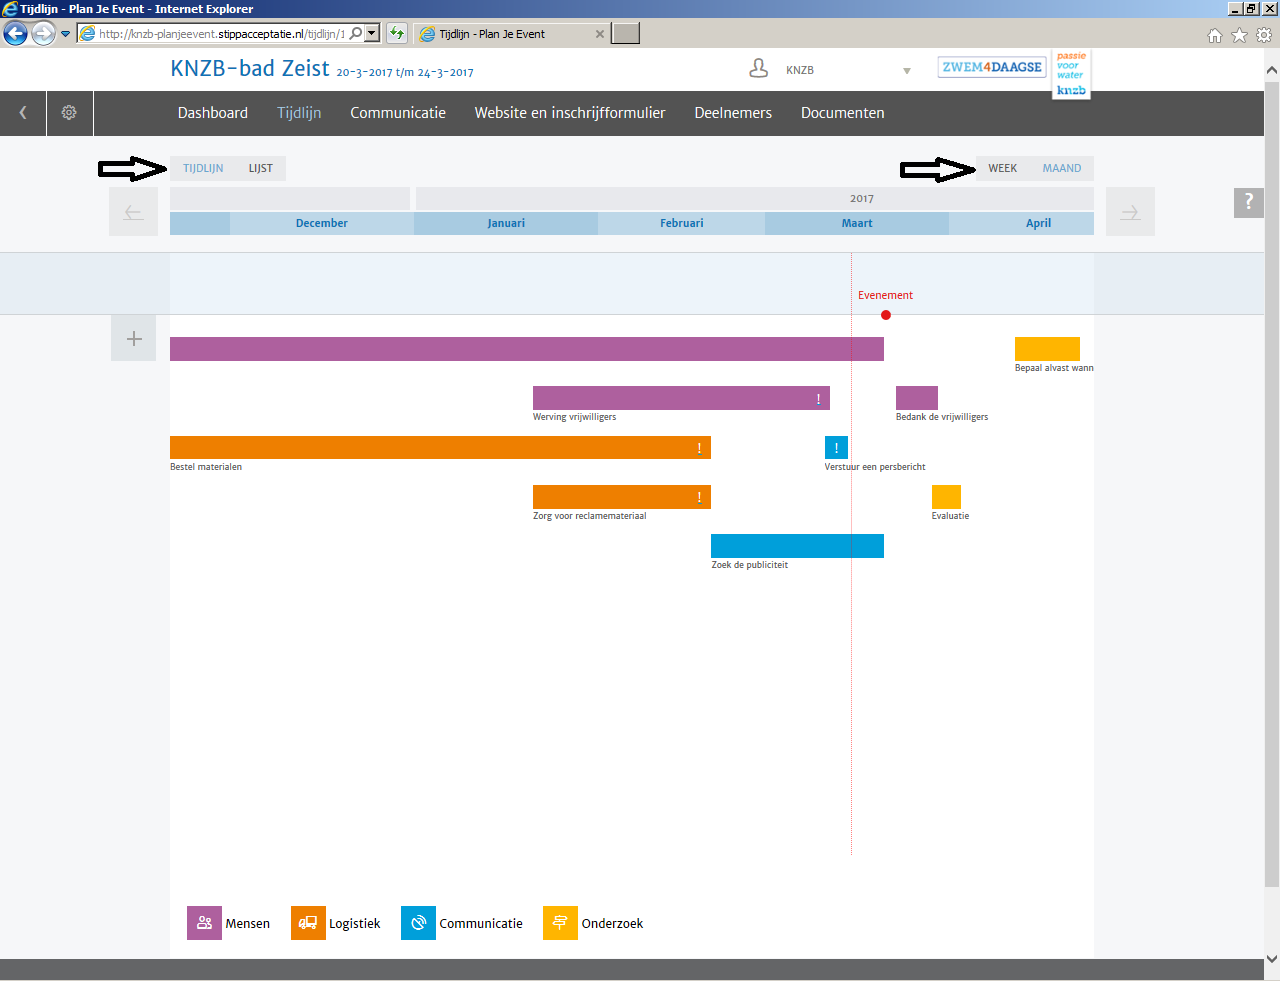 Tijdlijn - Plan Je Event - Internet Explorer
http://knzb-planjeevent.stippacceptatie.nl/tijdlijn/1
Tijdlijn - Plan Je Event
KNZB-bad Zeist 20-3-2017 t/m 24-3-2017
KNZB
ZWEM4DAAGSE
passie
voor
water
knzb
Dashboard Tijdlijn Communicatie Website en inschrijfformulier Deelnemers Documenten
TIJDLIJN LIJST
WEEK MAAND
2017
?
December Januari Februari Maart April
Evenement
+
Bepaal alvast wann
!
Werving vrijwilligers
Bedank de vrijwilligers
! !
Bestel materialen
Verstuur een persbericht
!
Zorg voor reclamemateriaal
Evaluatie
Zoek de publiciteit
Mensen Logistiek Communicatie Onderzoek